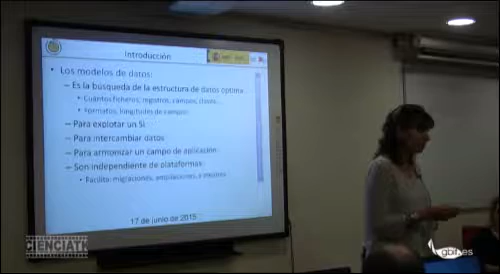 Introducción
• Los modelos de datos:
– Es la búsqueda de la estructura de datos óptima
• Cuántos ficheros, registros, campos, claves...
• Formatos, longitudes de campos
– Para explotar un SI
– Para intercambiar datos
– Para armonizar un campo de aplicación
– Son independiente de plataformas
• Facilita: migraciones, ampliaciones,
17 de junio de 2015
CIENCIATK
gbif.es